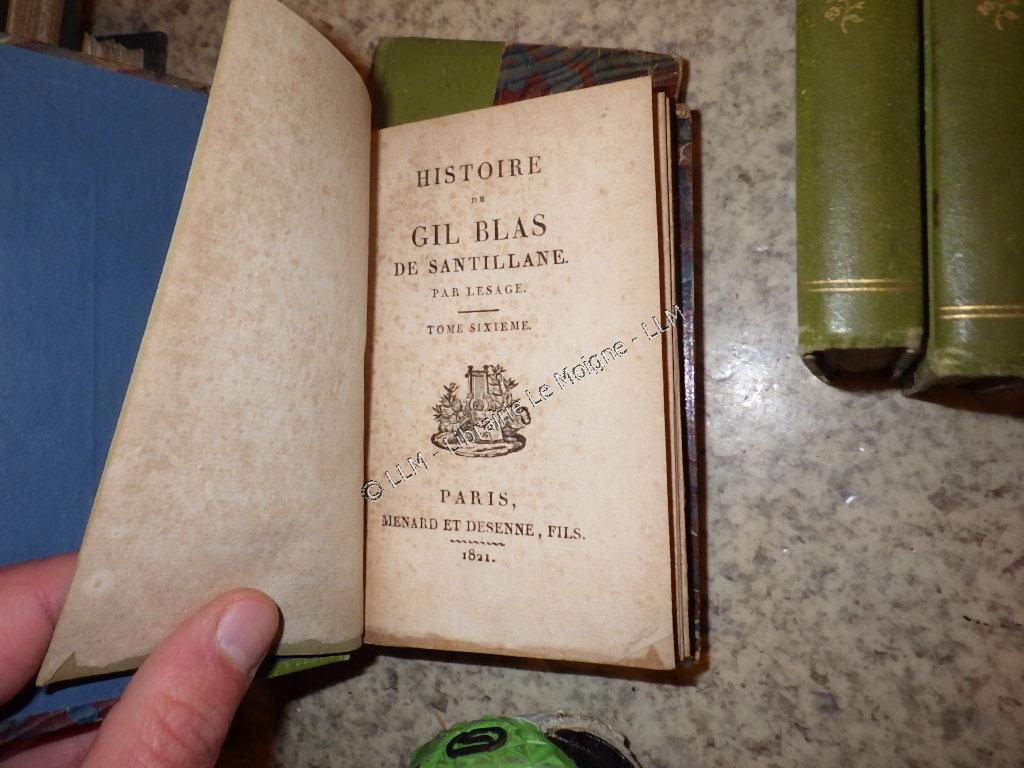 HISTOIRE
DE
GIL BLAS
DE SANTILLANE.
PAR LESAGE.
TOME SIXIEME.
© LLM - Librairie Le Moigne - LLM
PARIS,
MENARD ET DESENNE, FILS.
1821.